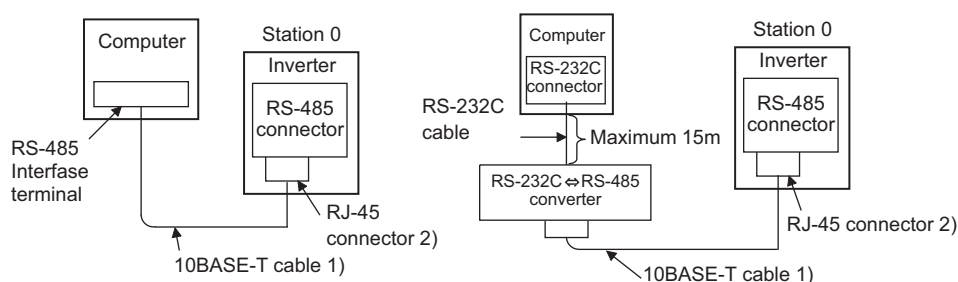 Computer
RS-485
Interfase
terminal
Station 0
Inverter
RS-485
connector
RJ-45
connector 2)
10BASE-T cable 1)
Computer
RS-232C
connector
RS-232C
cable
Maximum 15m
RS-232C⇔RS-485
converter
Station 0
Inverter
RS-485
connector
RJ-45 connector 2)
10BASE-T cable 1)